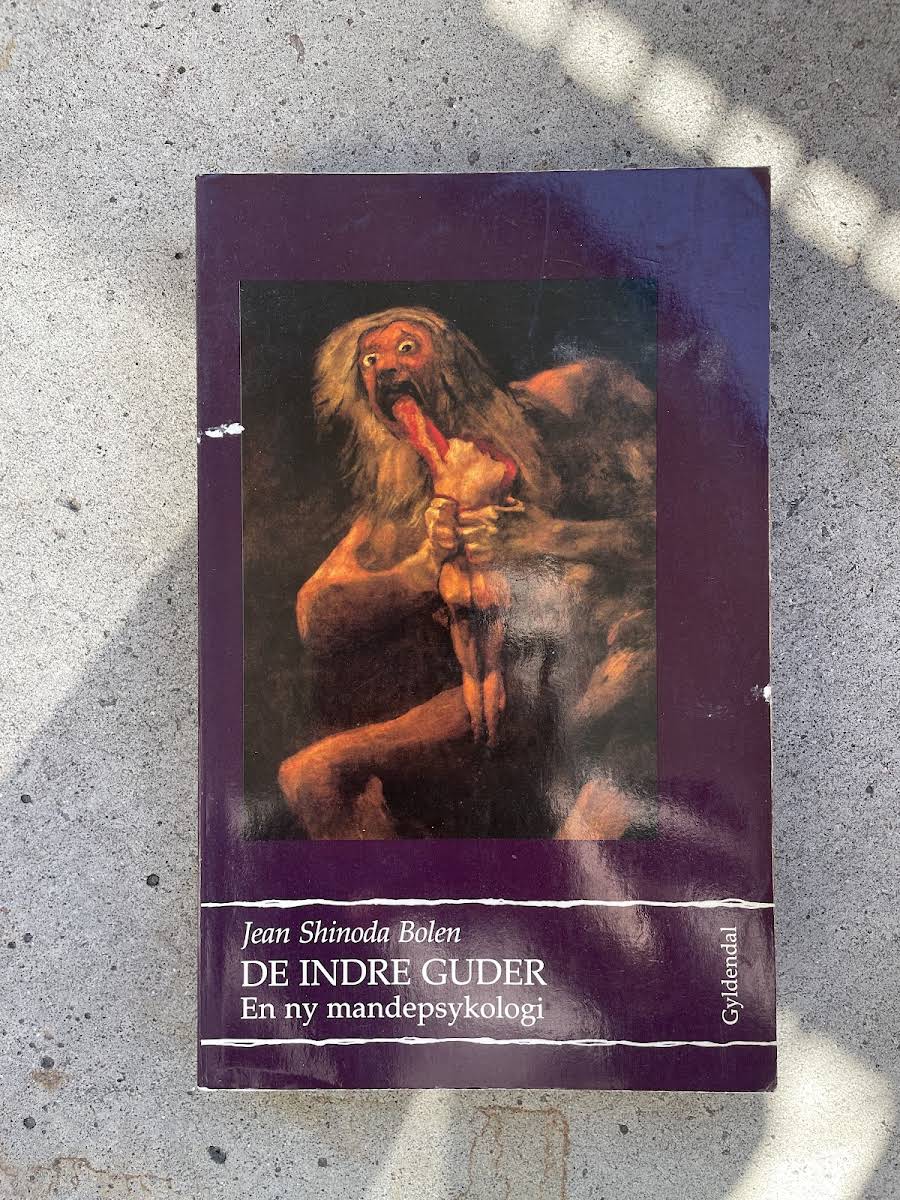 Jean Shinoda Bolen
DE INDRE GUDER
En ny mandepsykologi
Gyldendal